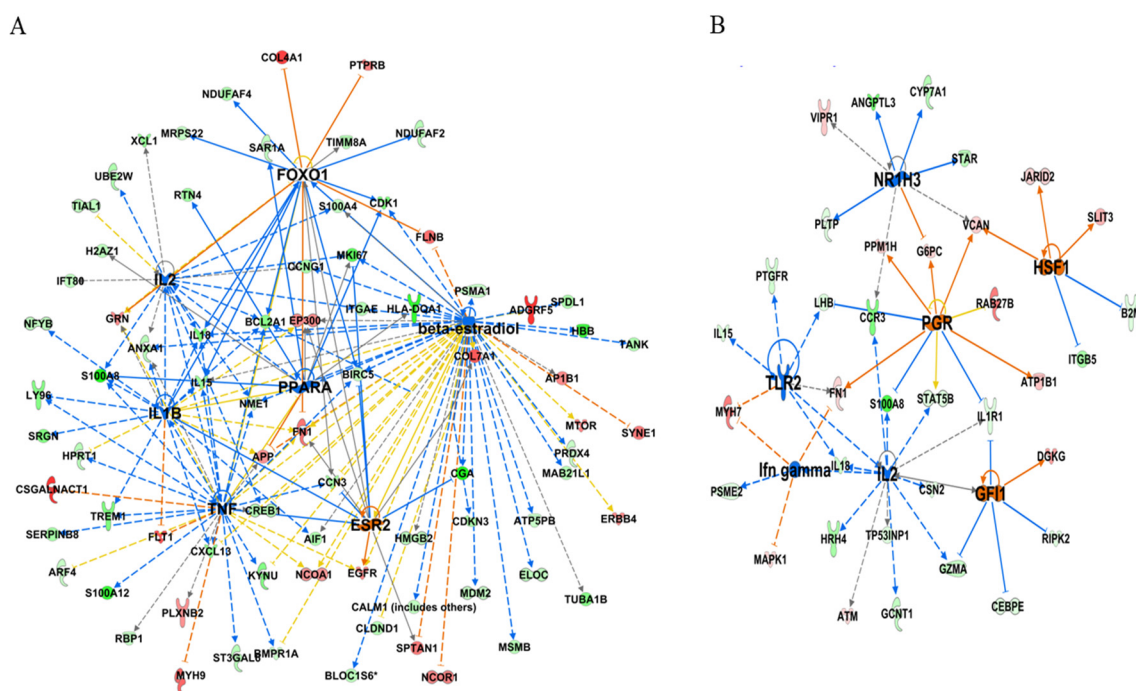 A
COL4A1
PTPRB
NDUFAF4
MRPS22
NDUFAF2
XCL1
SAR1A
TIMM8A
FOXO1
UBE2W
RTN4
S100A4
CDK1
TIAL1
FLNB
H2AZ1
MKI67
CCNG1
IFT80
IL2
ITGAE
HLA-DQA1
PSMA1
ADGRF5
SPDL1
GRN
BCL2A1
EP300
beta-estradiol
HBB
NFYB
IL18
TANK
ANXA1
COL7A1
S100A8
IL15
PPARA
BIRC5
AP1B1
LY96
NME1
IL1B
MTOR
SYNE1
SRGN
FN1
HPRT1
APP
PRDX4
MAB21L1
CGA
CSGALNACT1
CCN3
TREM1
TNF
CREB1
ESR2
CDKN3
ATP5PB
ERBB4
SERPINB8
FLT1
CXCL13
AIF1
HMGB2
ARF4
KYNU
NCOA1
EGFR
ELOC
S100A12
MDM2
TUBA1B
PLXNB2
CALM1 (includes others)
CLDND1
RBP1
ST3GAL6
BMPR1A
SPTAN1
MSMB
MYH9
BLOC1S6*
NCOR1
B
CYP7A1
ANGPTL3
VIPR1
STAR
NR1H3
JARID2
PLTP
VCAN
SLIT3
PPM1H
G6PC
HSF1
PTGFR
LHB
CCR3
RAB27B
B2M
PGR
IL15
ITGB5
TLR2
ATP1B1
FN1
STAT5B
MYH7
S100A8
IL1R1
DGKG
Ifn gamma
IL18
IL2
CSN2
GFI1
PSME2
HRH4
TP53INP1
RIPK2
MAPK1
GZMA
CEBPE
ATM
GCNT1